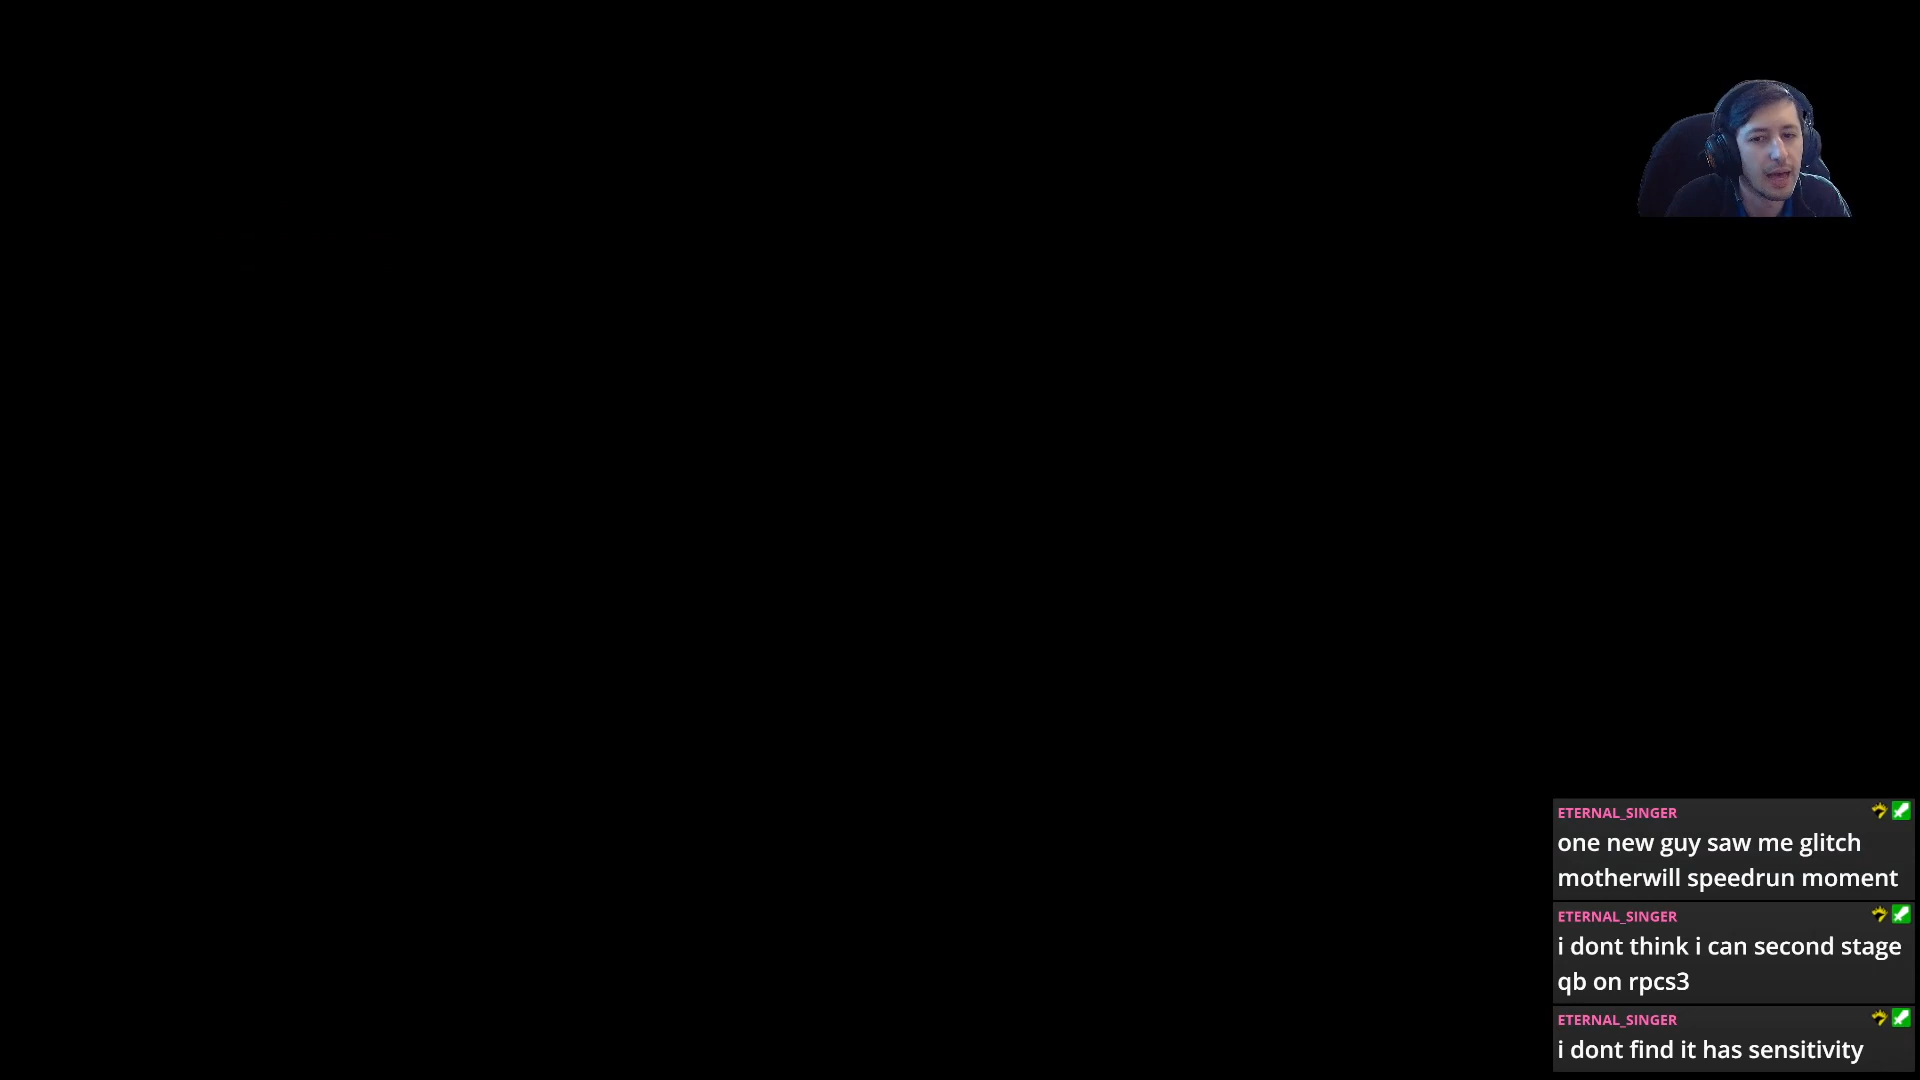 ETERNAL_SINGER
one new guy saw me glitch
motherwill speedrun moment
ETERNAL_SINGER
i dont think i can second stage
qb on rpcs3
ETERNAL_SINGER
i dont find it has sensitivity